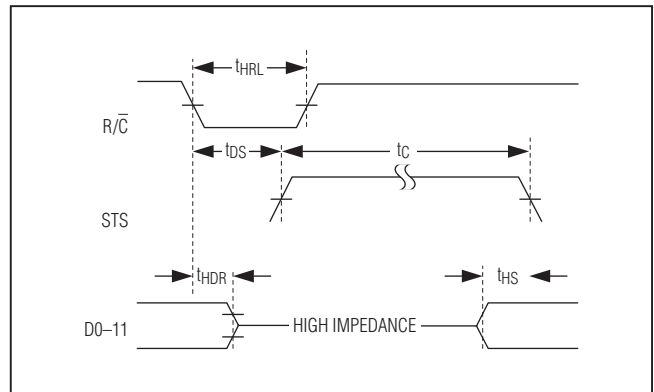 tHRL
R/C̅
tDS
tC
STS
tHDR
tHS
D0–11
HIGH IMPEDANCE